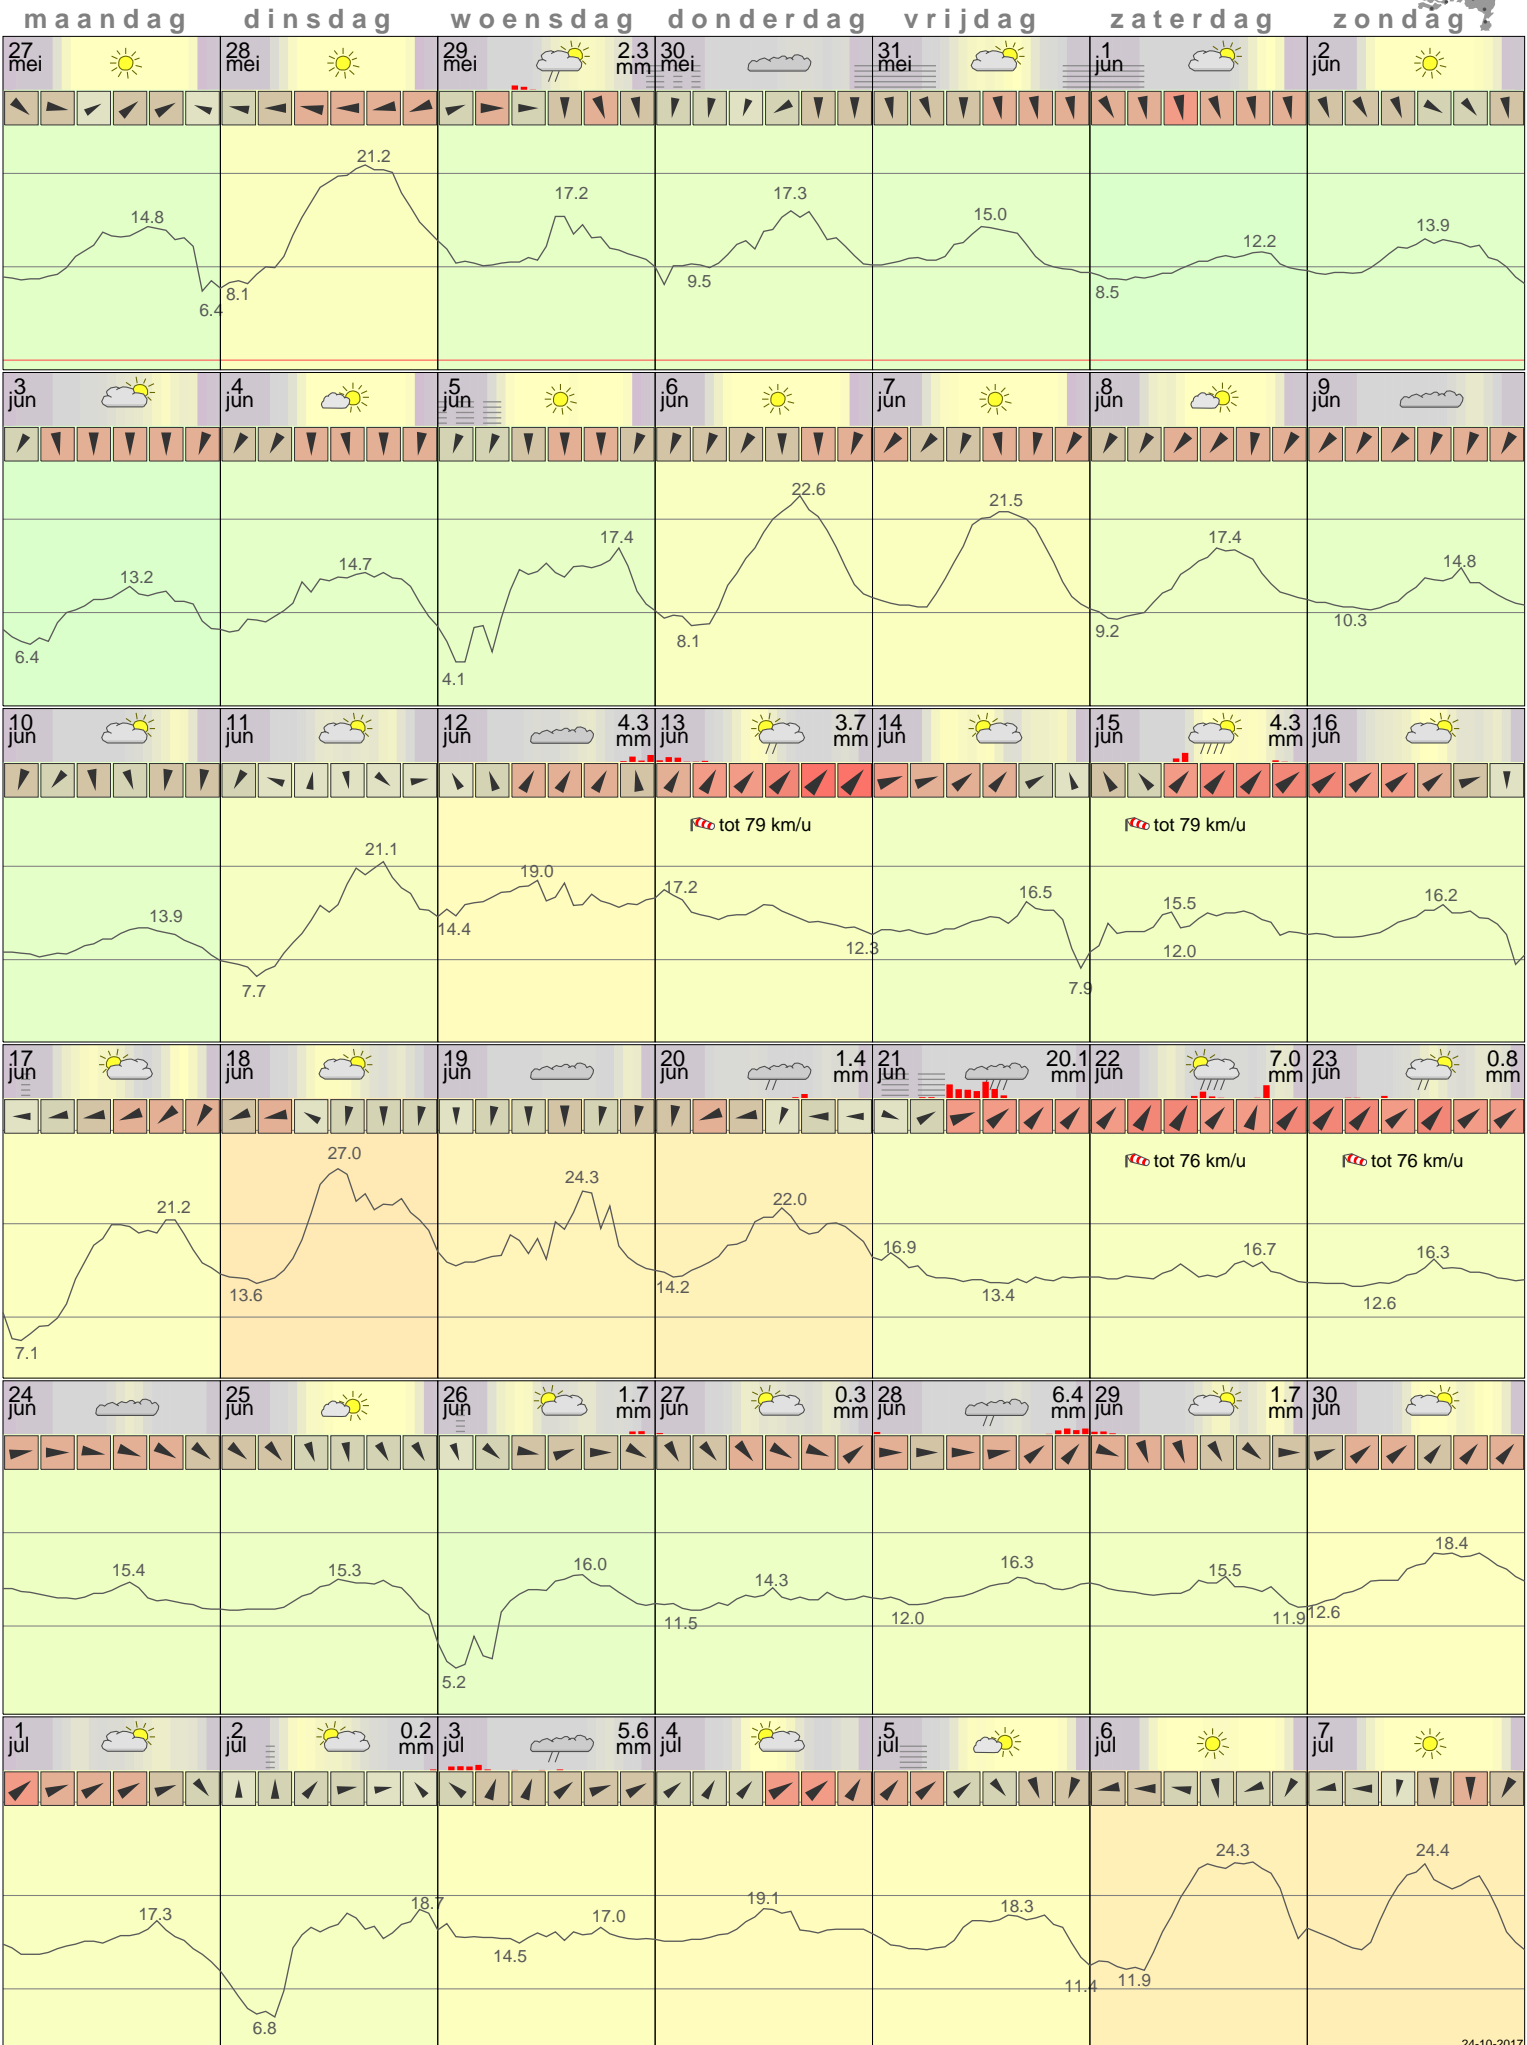 maandag dinsdag woensdag donderdag vrijdag zaterdag zondag
27 28 29 2.3 30 31 1 2
mei mei mei mm mei mei jun jun
21.2
14.8 17.2 17.3 15.0 12.2 13.9
6.4 8.1 9.5 8.5
3 4 5 6 7 8 9
jun jun jun jun jun jun jun
22.6 21.5
13.2 14.7 17.4 17.4 14.8
6.4 4.1 8.1 9.2 10.3
10 11 12 4.3 13 3.7 14 15 4.3 16
jun jun jun mm jun mm jun jun mm jun
tot 79 km/u tot 79 km/u
21.1 19.0 17.2 16.5 15.5 16.2
13.9 14.4 12.3 12.0
7.7 7.9
17 18 19 20 1.4 21 20.1 22 7.0 23 0.8
jun jun jun jun mm jun mm jun mm jun mm
tot 76 km/u tot 76 km/u
27.0 24.3
21.2 22.0 16.9 16.7 16.3
13.6 14.2 13.4 12.6
7.1
24 25 26 1.7 27 0.3 28 6.4 29 1.7 30
jun jun jun mm jun mm jun mm jun mm jun
18.4
15.4 15.3 16.0 14.3 16.3 15.5
11.5 12.0 11.9 12.6
5.2
1 2 0.2 3 5.6 4 5 6 7
jul jul mm jul mm jul jul jul jul
24.3 24.4
17.3 18.7 17.0 19.1 18.3
14.5 11.4 11.9
6.8
24-10-2017